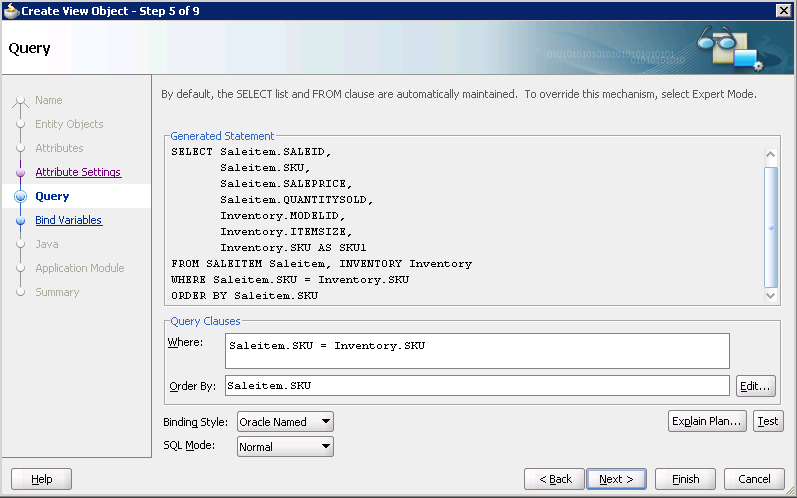 Create View Object - Step 5 of 9
Query
Name
Entity Objects
Attributes
Attribute Settings
Query
Bind Variables
Java
Application Module
Summary
By default, the SELECT list and FROM clause are automatically maintained. To override this mechanism, select Expert Mode.
Generated Statement
SELECT Saleitem.SALEID,
Saleitem.SKU,
Saleitem.SALEPRICE,
Saleitem.QUANTITYSOLD,
Inventory.MODELID,
Inventory.ITEMSIZE,
Inventory.SKU AS SKU1
FROM SALEITEM Saleitem, INVENTORY Inventory
WHERE Saleitem.SKU = Inventory.SKU
ORDER BY Saleitem.SKU
Query Clauses
Where: Saleitem.SKU = Inventory.SKU
Order By: Saleitem.SKU Edit...
Binding Style: Oracle Named Explain Plan... Test
SQL Mode: Normal
Help < Back Next > Finish Cancel